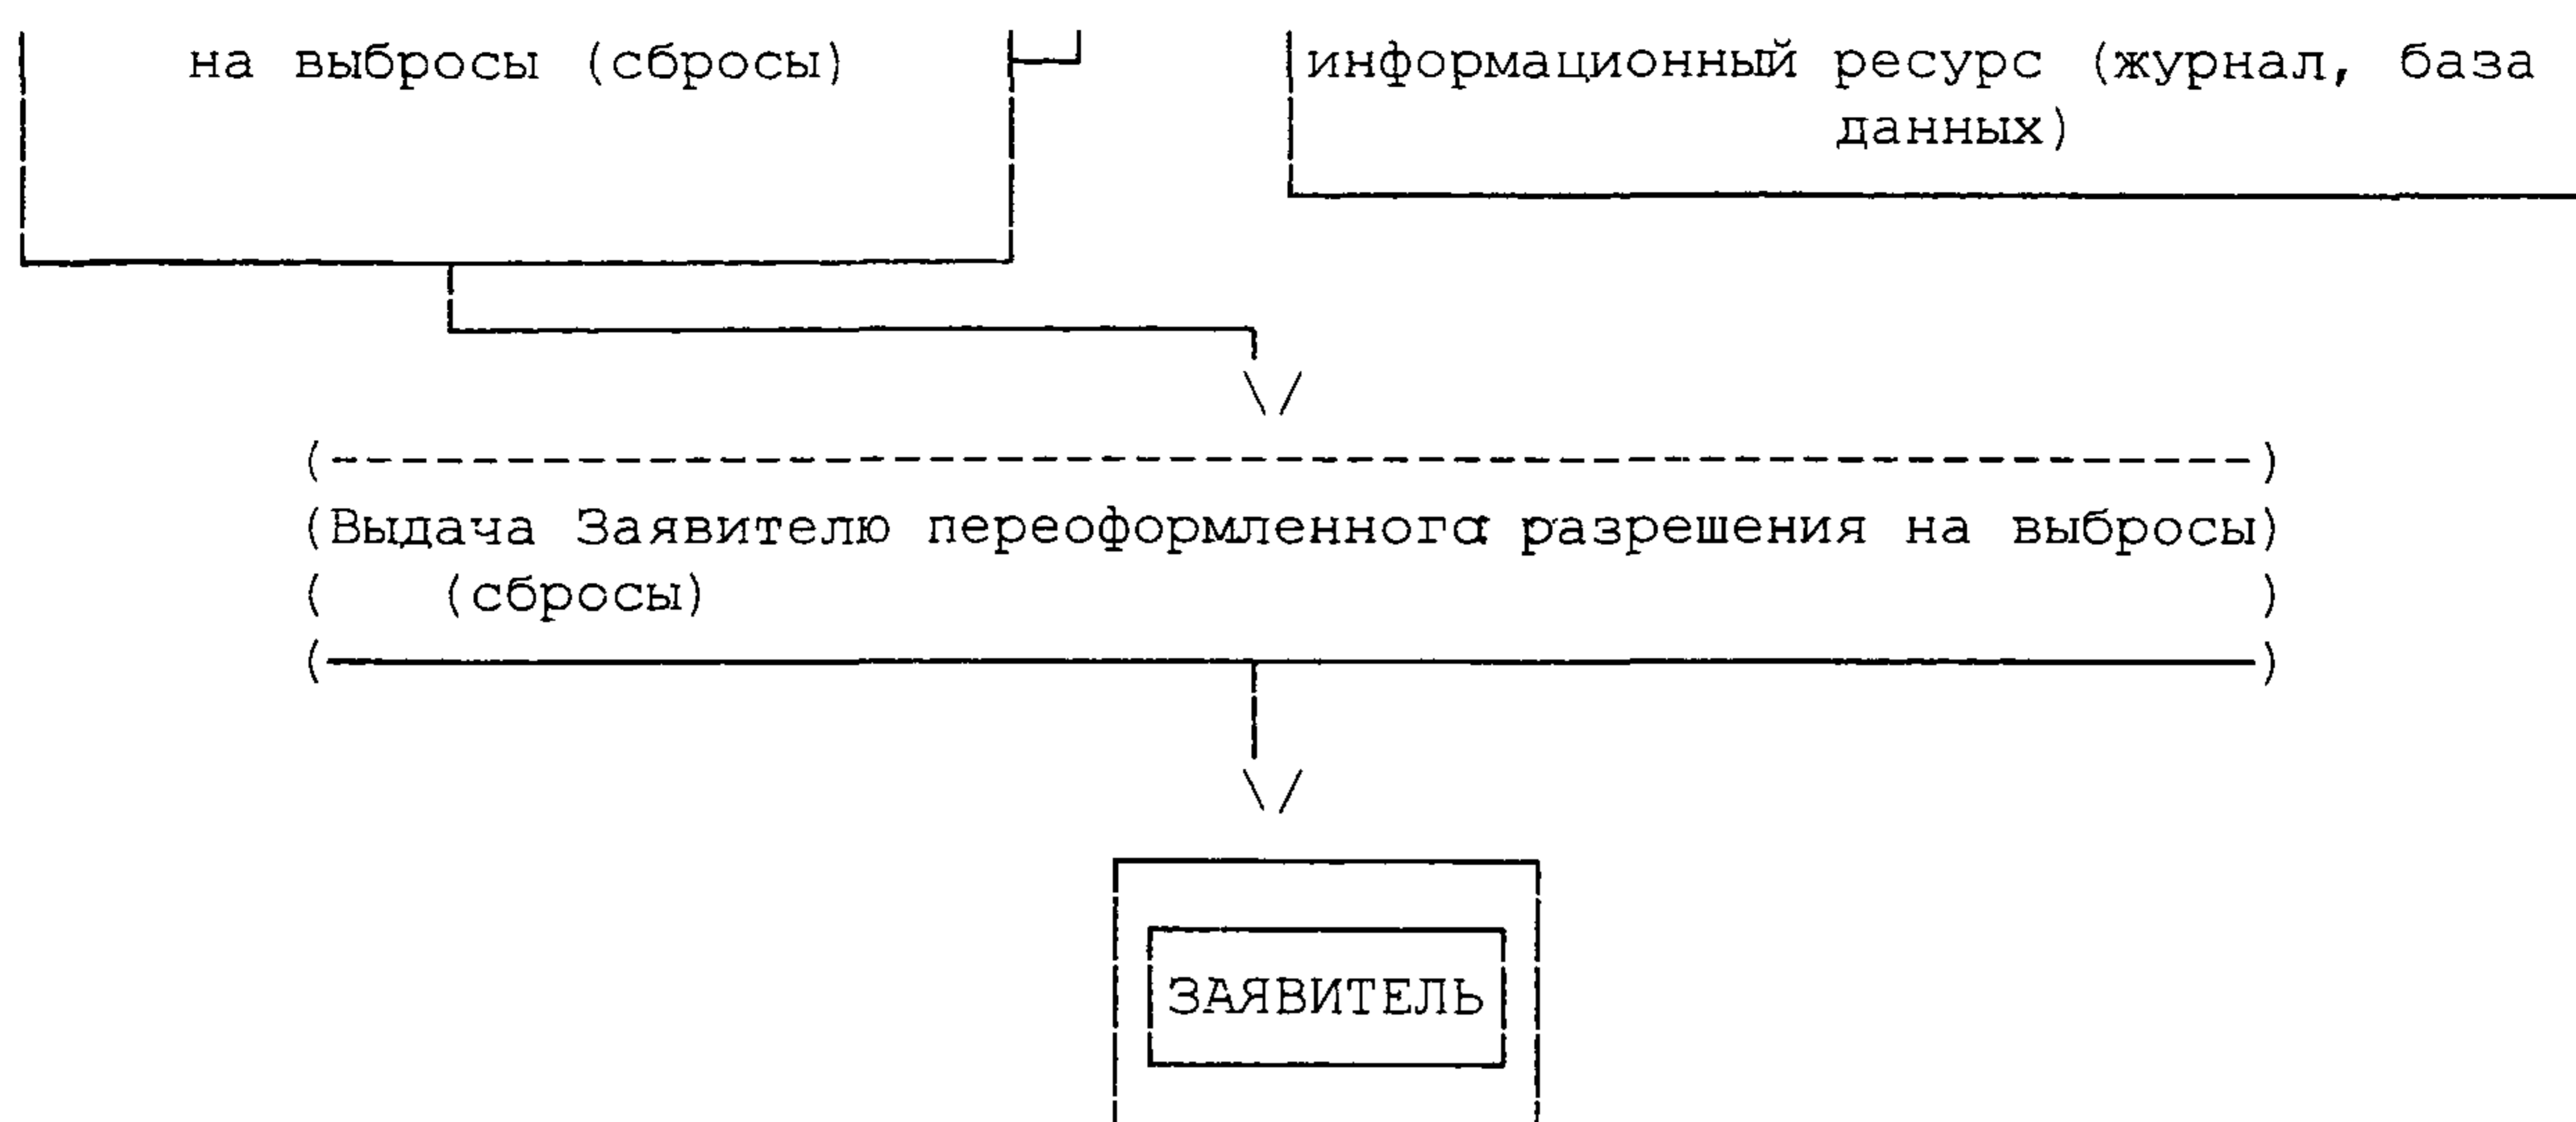 на выбросы (сбросы)
информационный ресурс (журнал, база
данных)
(Выдача Заявителю переоформленного разрешения на выбросы)
( (сбросы) )
ЗАЯВИТЕЛЬ